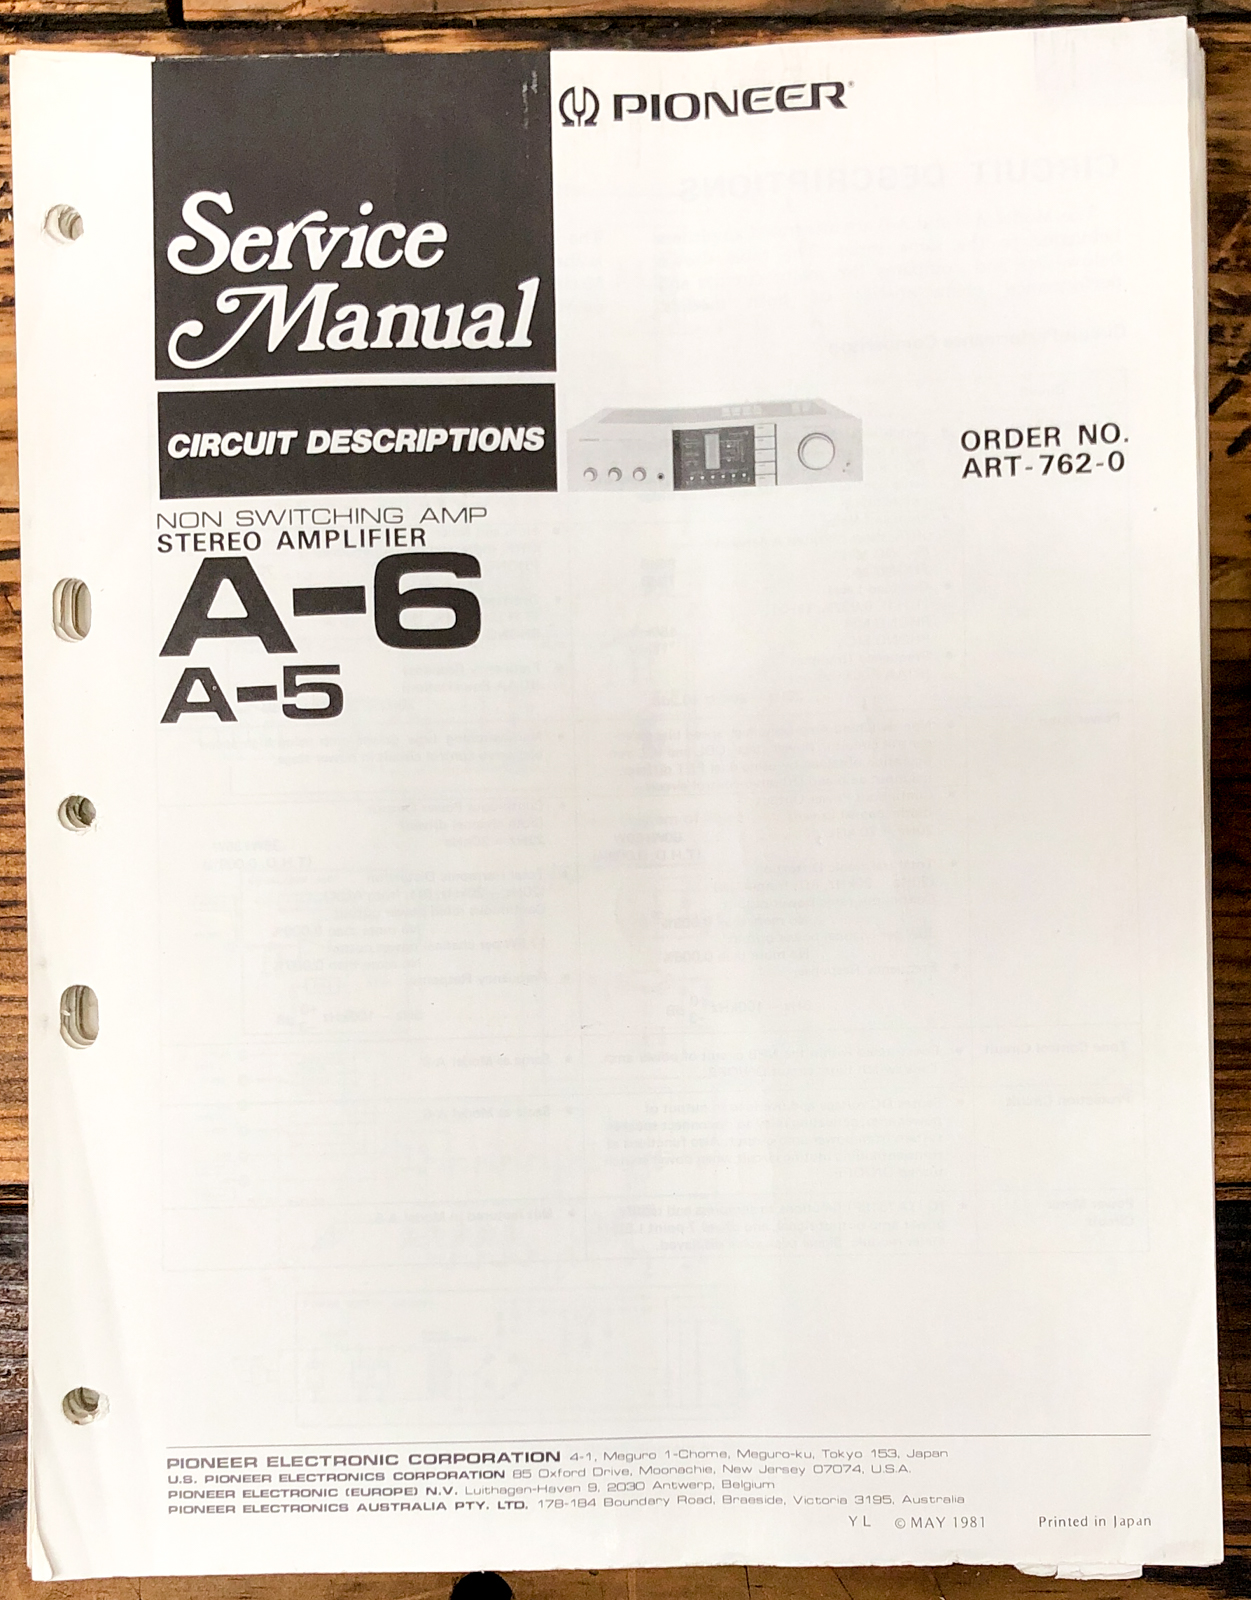 PIONEER®
Service
Manual
CIRCUIT DESCRIPTIONS
ORDER NO.
ART-762-0
NON SWITCHING AMP
STEREO AMPLIFIER
A-6
A-5
PIONEER ELECTRONIC CORPORATION 4-1, Meguro 1-Chome, Meguro-ku, Tokyo 153, Japan
U.S. PIONEER ELECTRONICS CORPORATION 85 Oxford Drive, Moonachie, New Jersey 07074, U.S.A.
PIONEER ELECTRONIC (EUROPE) N.V. Luithagen-Haven 9, 2030 Antwerp, Belgium
PIONEER ELECTRONICS AUSTRALIA PTY. LTD. 178-184 Boundary Road, Braeside, Victoria 3195, Australia
YL © MAY 1981 Printed in Japan